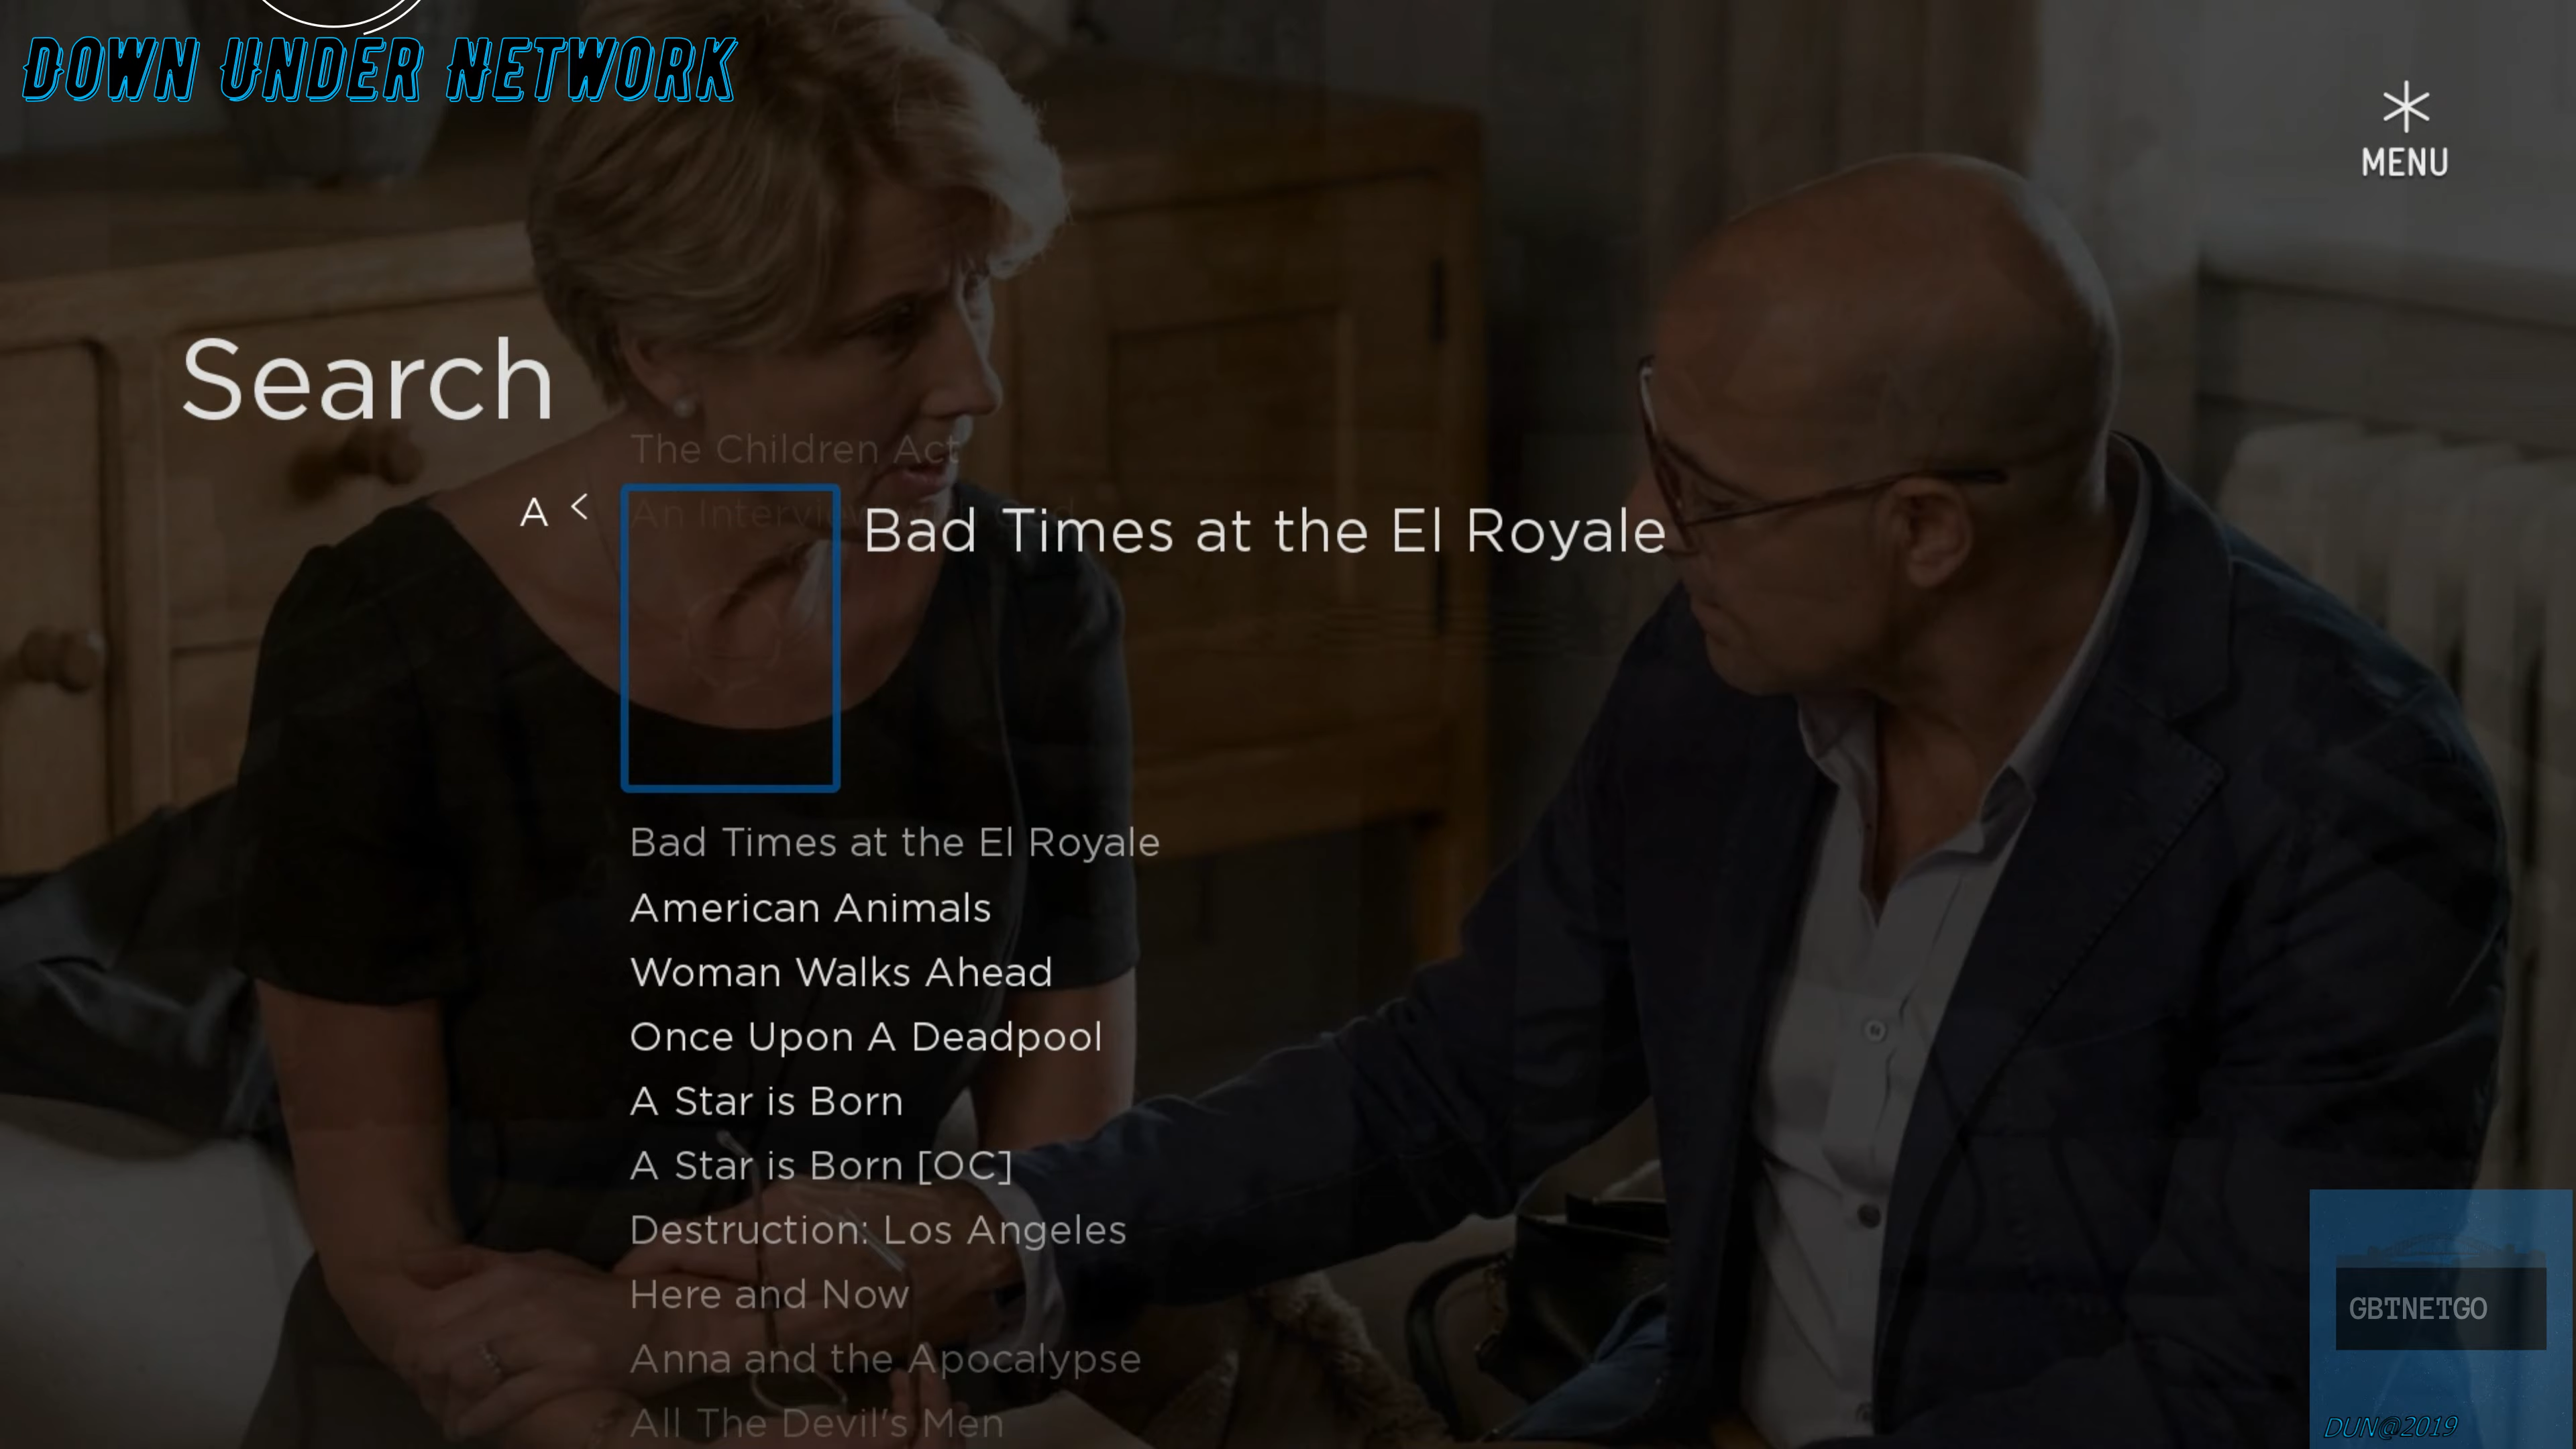 DOWN UNDER NETWORK
MENU
Search
The Children Act
A <
An Intervi
Bad Times at the El Royale
Bad Times at the El Royale
American Animals
Woman Walks Ahead
Once Upon A Deadpool
A Star is Born
A Star is Born [OC]
Destruction: Los Angeles
Here and Now
Anna and the Apocalypse
All The Devil's Men
GBTNETGO
DUN@2019